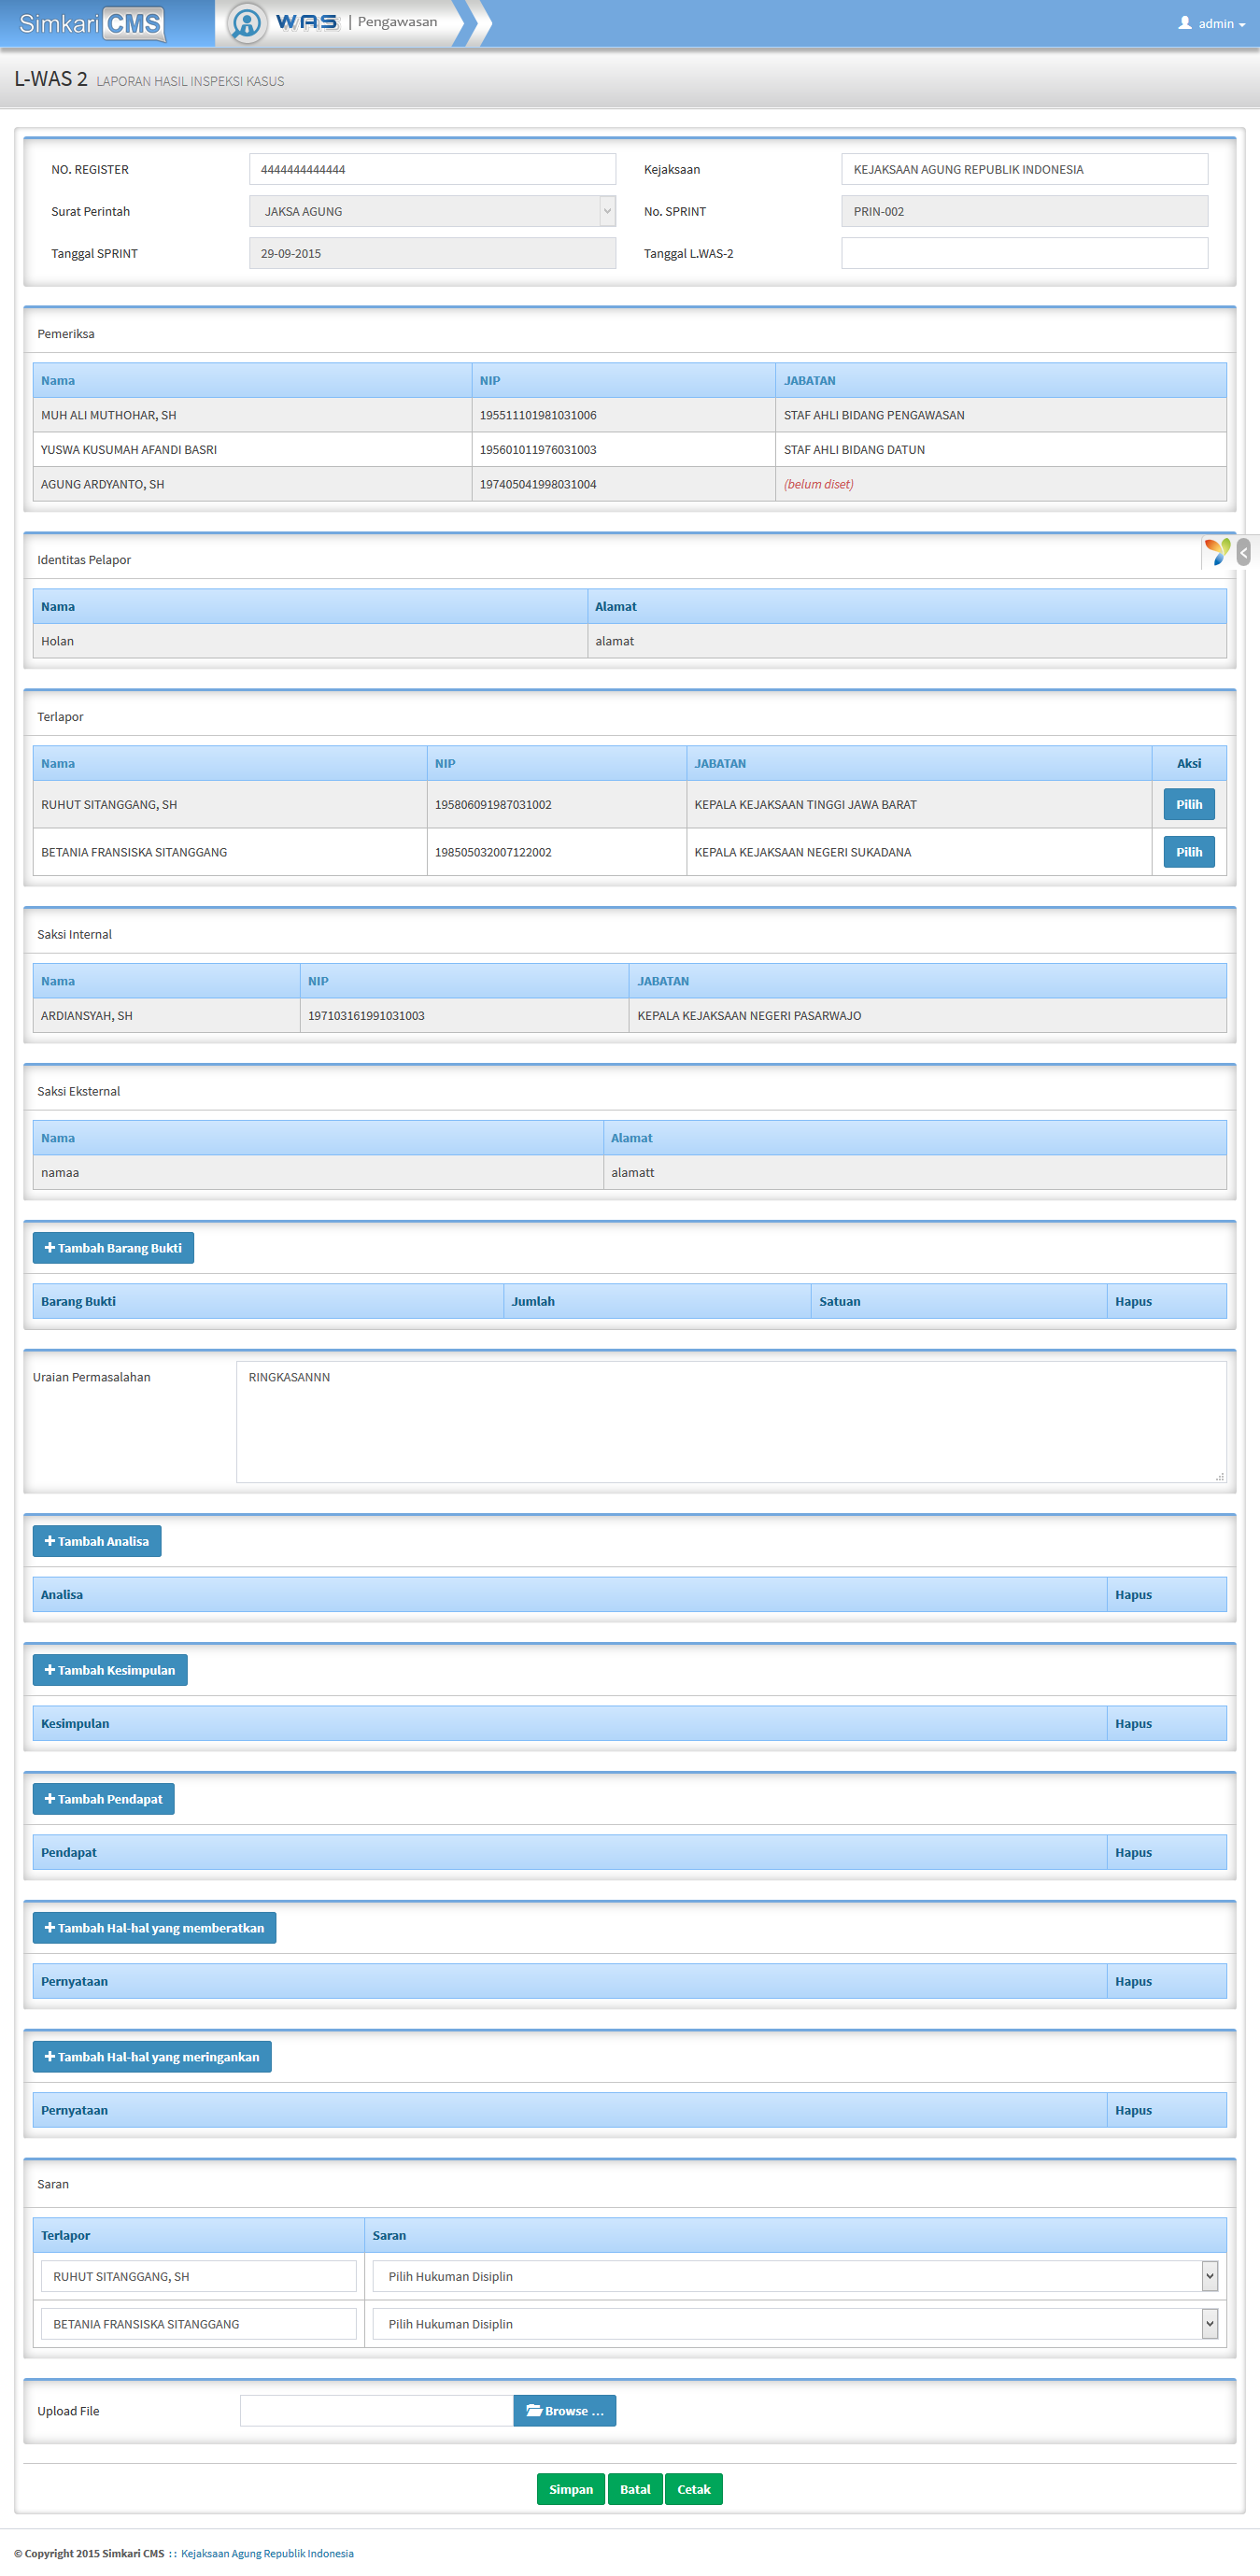 Simkari CMS WAS | Pengawasan admin
L-WAS 2 LAPORAN HASIL INSPEKSI KASUS
NO. REGISTER 4444444444444 Kejaksaan KEJAKSAAN AGUNG REPUBLIK INDONESIA
Surat Perintah JAKSA AGUNG No. SPRINT PRIN-002
Tanggal SPRINT 29-09-2015 Tanggal L.WAS-2
Pemeriksa
Nama NIP JABATAN
MUH ALI MUTHOHAR, SH 195511101981031006 STAF AHLI BIDANG PENGAWASAN
YUSWA KUSUMAH AFANDI BASRI 195601011976031003 STAF AHLI BIDANG DATUN
AGUNG ARDYANTO, SH 197405041998031004 (belum diset)
Identitas Pelapor
Nama Alamat
Holan alamat
Terlapor
Nama NIP JABATAN Aksi
RUHUT SITANGGANG, SH 195806091987031002 KEPALA KEJAKSAAN TINGGI JAWA BARAT Pilih
BETANIA FRANSISKA SITANGGANG 198505032007122002 KEPALA KEJAKSAAN NEGERI SUKADANA Pilih
Saksi Internal
Nama NIP JABATAN
ARDIANSYAH, SH 197103161991031003 KEPALA KEJAKSAAN NEGERI PASARWAJO
Saksi Eksternal
Nama Alamat
namaa alamatt
Tambah Barang Bukti
Barang Bukti Jumlah Satuan Hapus
Uraian Permasalahan RINGKASANNN
Tambah Analisa
Analisa Hapus
Tambah Kesimpulan
Kesimpulan Hapus
Tambah Pendapat
Pendapat Hapus
Tambah Hal-hal yang memberatkan
Pernyataan Hapus
Tambah Hal-hal yang meringankan
Pernyataan Hapus
Saran
Terlapor Saran
RUHUT SITANGGANG, SH Pilih Hukuman Disiplin
BETANIA FRANSISKA SITANGGANG Pilih Hukuman Disiplin
Upload File Browse ...
Simpan Batal Cetak
© Copyright 2015 Simkari CMS :: Kejaksaan Agung Republik Indonesia